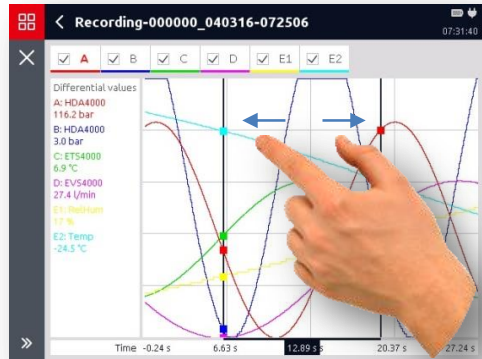 Recording-000000_040316-072506
07:31:40
A B C D E1 E2
Differential values
A: HDA4000
116.2 bar
B: HDA4000
3.0 bar
C: ETS4000
6.9 °C
D: EVS4000
27.4 l/min
E1: RelHum
17 %
E2: Temp
-24.5 °C
Time -0.24 s 6.63 s 12.89 s 20.37 s 27.24 s